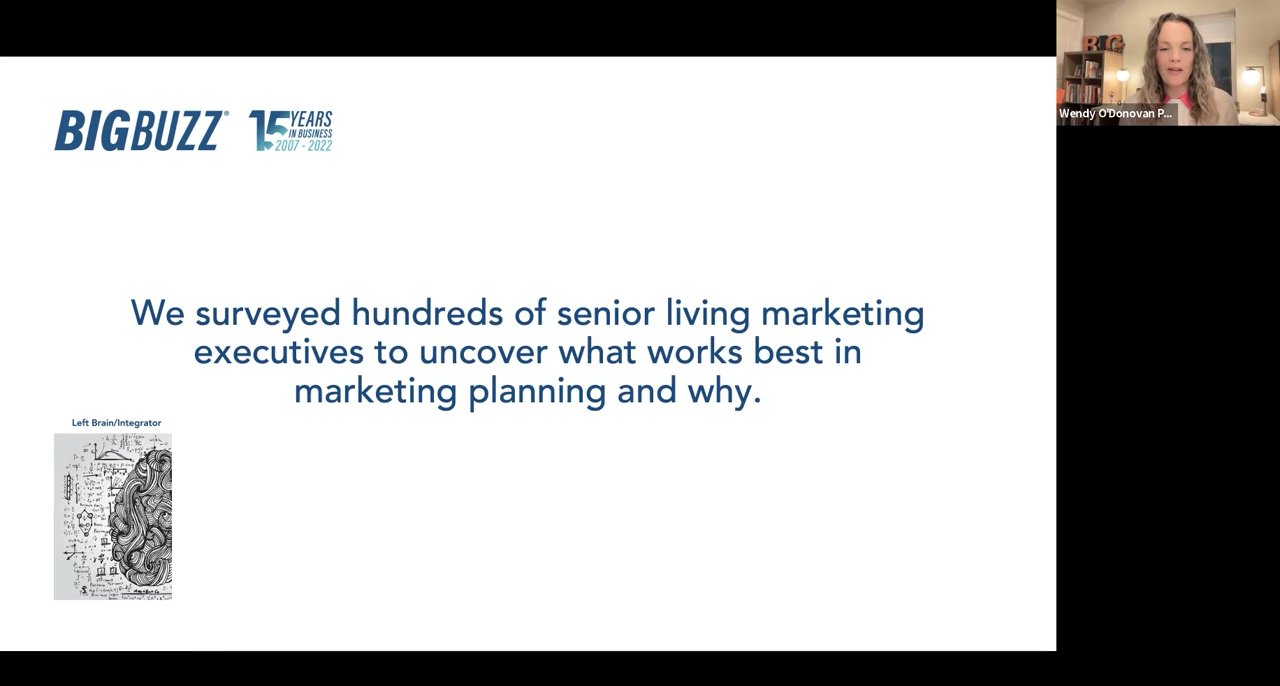 BIGBUZZ®
15 YEARS
IN BUSINESS
2007 - 2022
We surveyed hundreds of senior living marketing
executives to uncover what works best in
marketing planning and why.
Left Brain/Integrator
BIG
Wendy O'Donovan P...